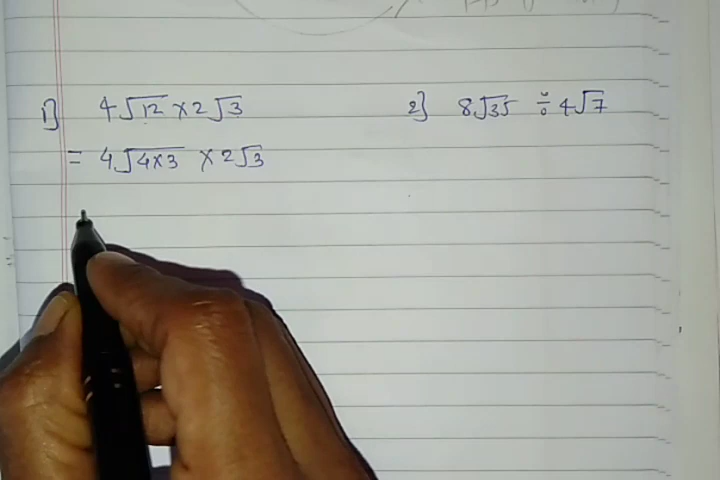 1] 4√12 × 2√3
= 4√4×3 × 2√3
2] 8√35 ÷ 4√7